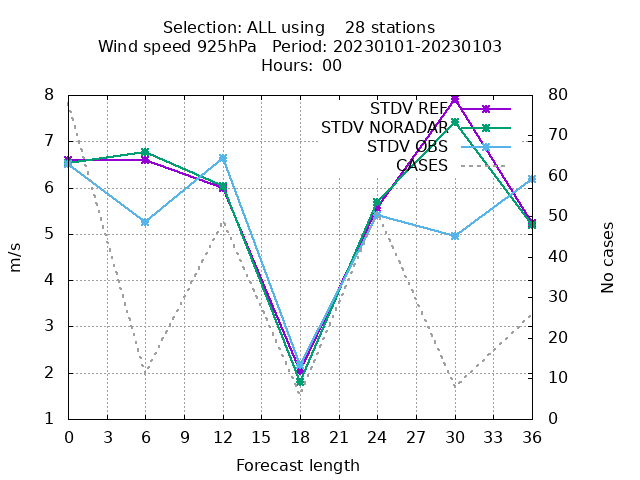 Selection: ALL using    28 stations
Wind speed 925hPa   Period: 20230101-20230103
Hours: 00
STDV REF
STDV NORADAR
STDV OBS
CASES
8
7
6
5
4
3
2
1
m/s
80
70
60
50
40
30
20
10
0
No cases
0 3 6 9 12 15 18 21 24 27 30 33 36
Forecast length